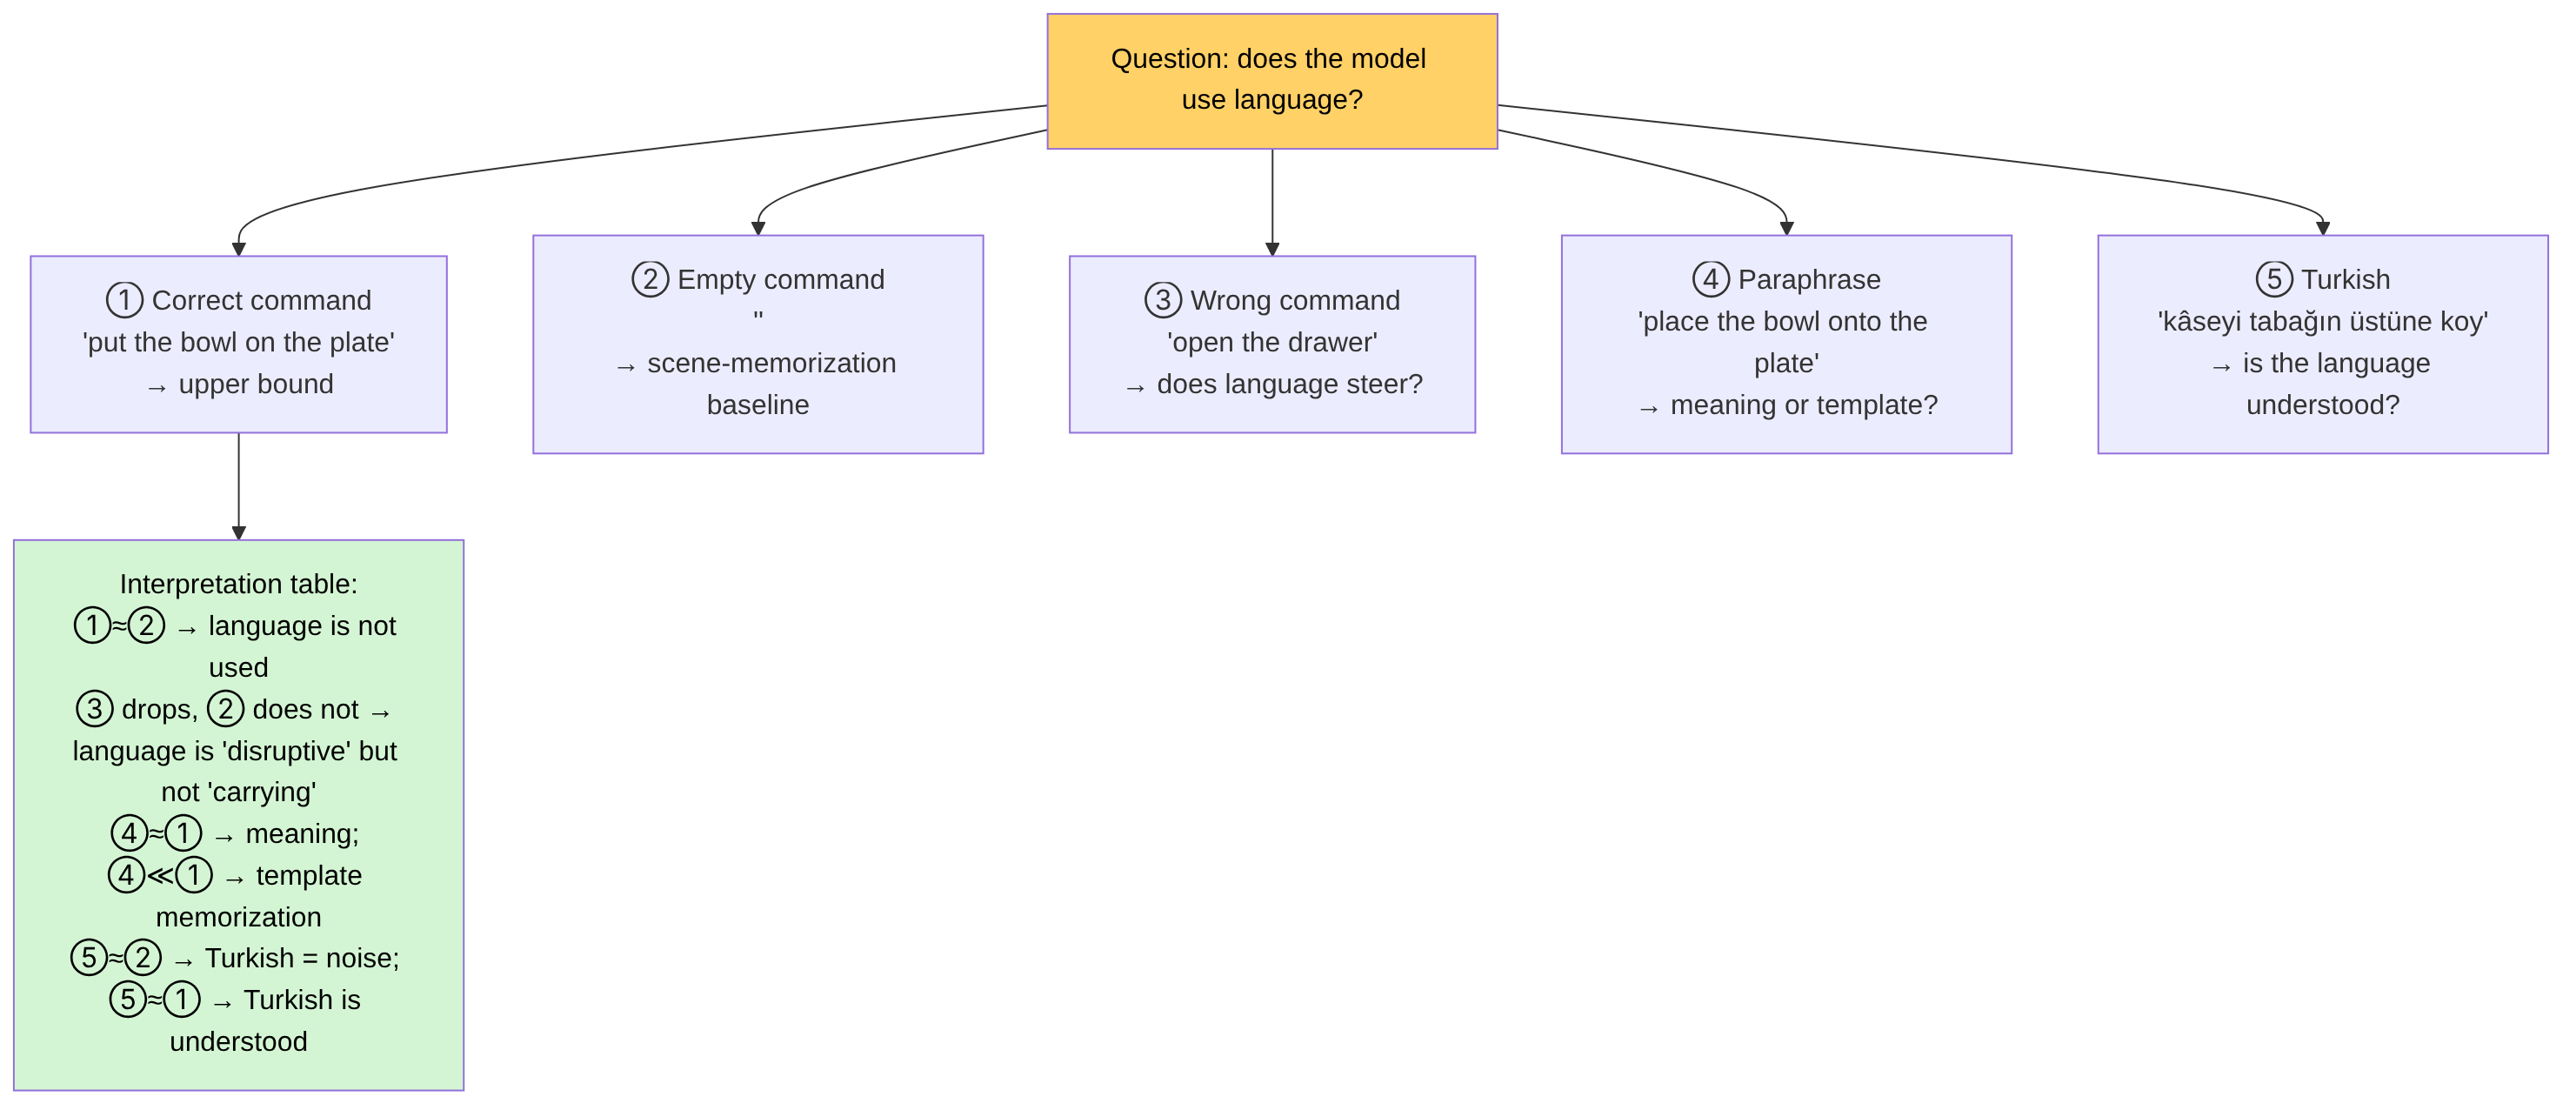 Question: does the model
use language?
① Correct command
'put the bowl on the plate'
→ upper bound
② Empty command
''
→ scene-memorization
baseline
③ Wrong command
'open the drawer'
→ does language steer?
④ Paraphrase
'place the bowl onto the
plate'
→ meaning or template?
⑤ Turkish
'kâseyi tabağın üstüne koy'
→ is the language
understood?
Interpretation table:
①≈② → language is not
used
③ drops, ② does not →
language is 'disruptive' but
not 'carrying'
④≈① → meaning;
④≪① → template
memorization
⑤≈② → Turkish = noise;
⑤≈① → Turkish is
understood